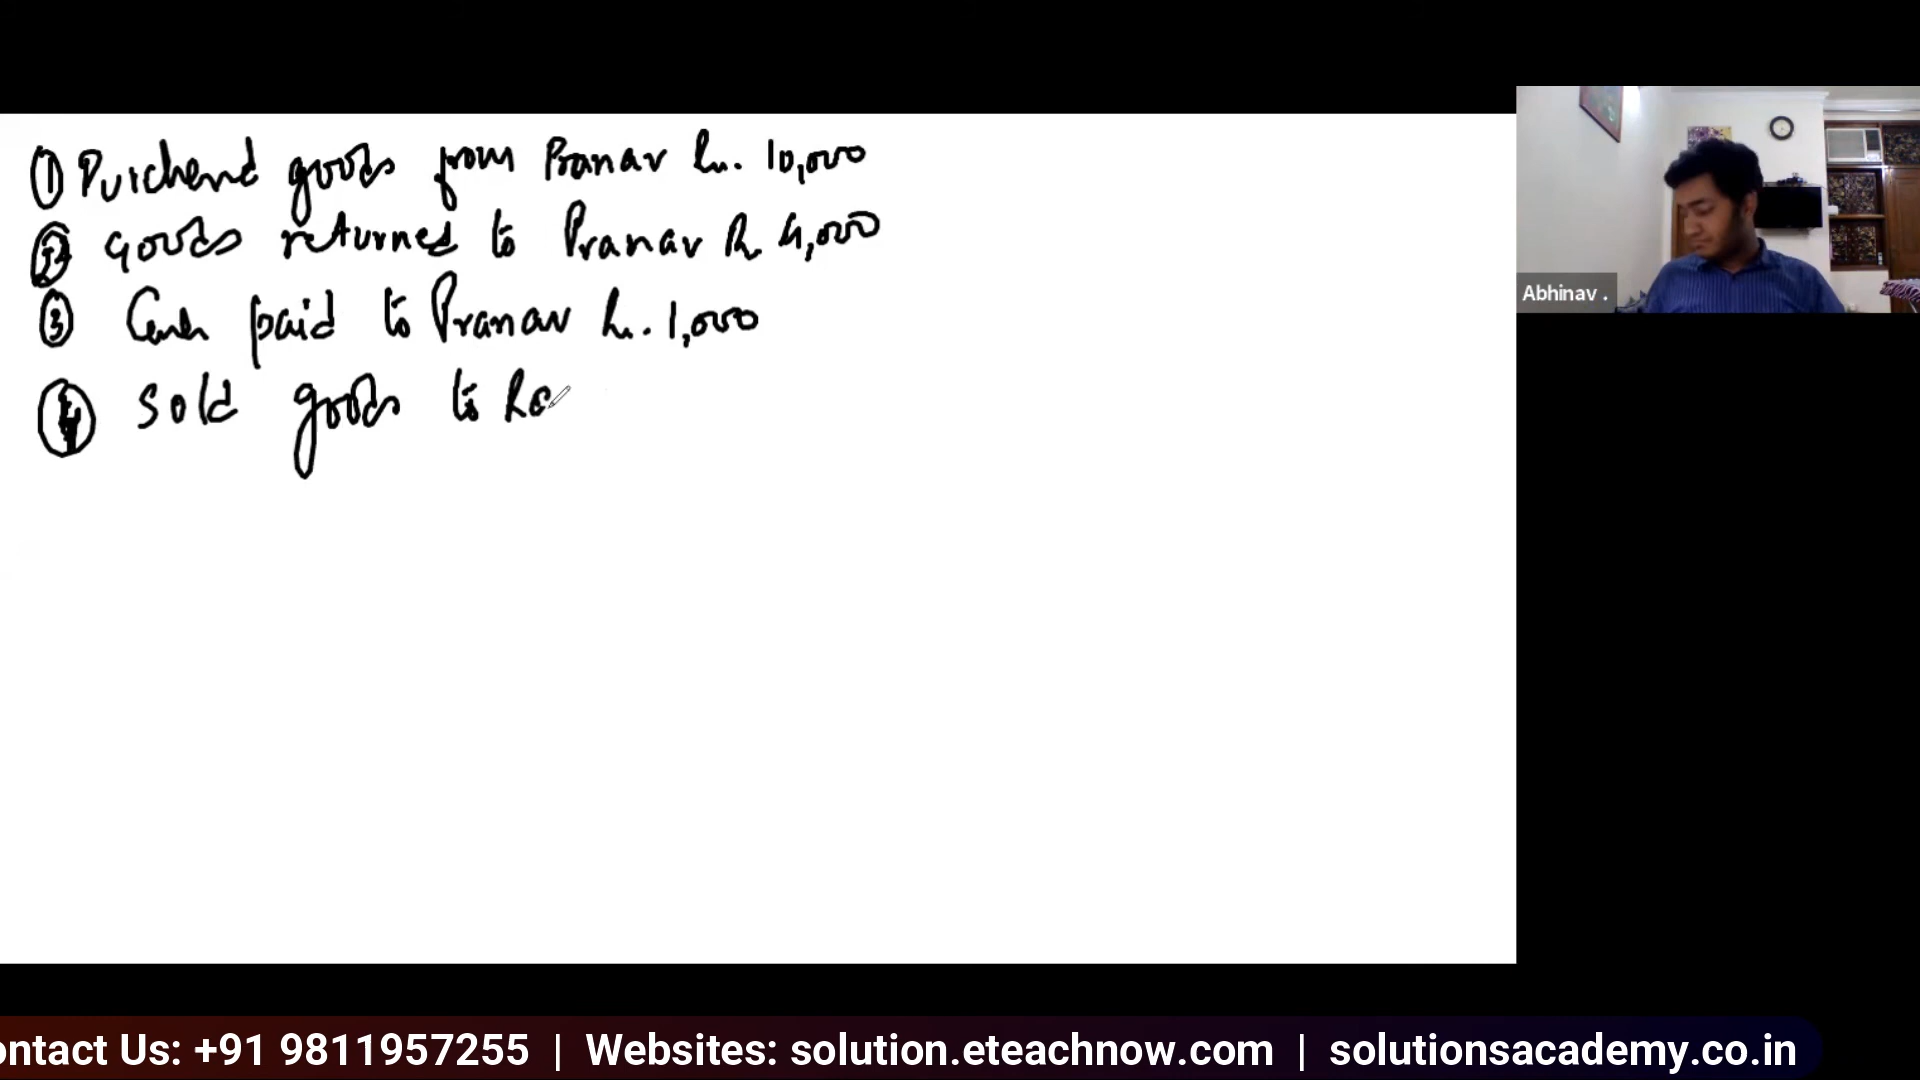 ① Purchased goods from Pranav Rs. 10,000
② Goods returned to Pranav Rs. 4,000
③ Cash paid to Pranav Rs. 1,000
④ Sold goods to
Abhinav .
ontact Us: +91 9811957255 | Websites: solution.eteachnow.com | solutionsacademy.co.in